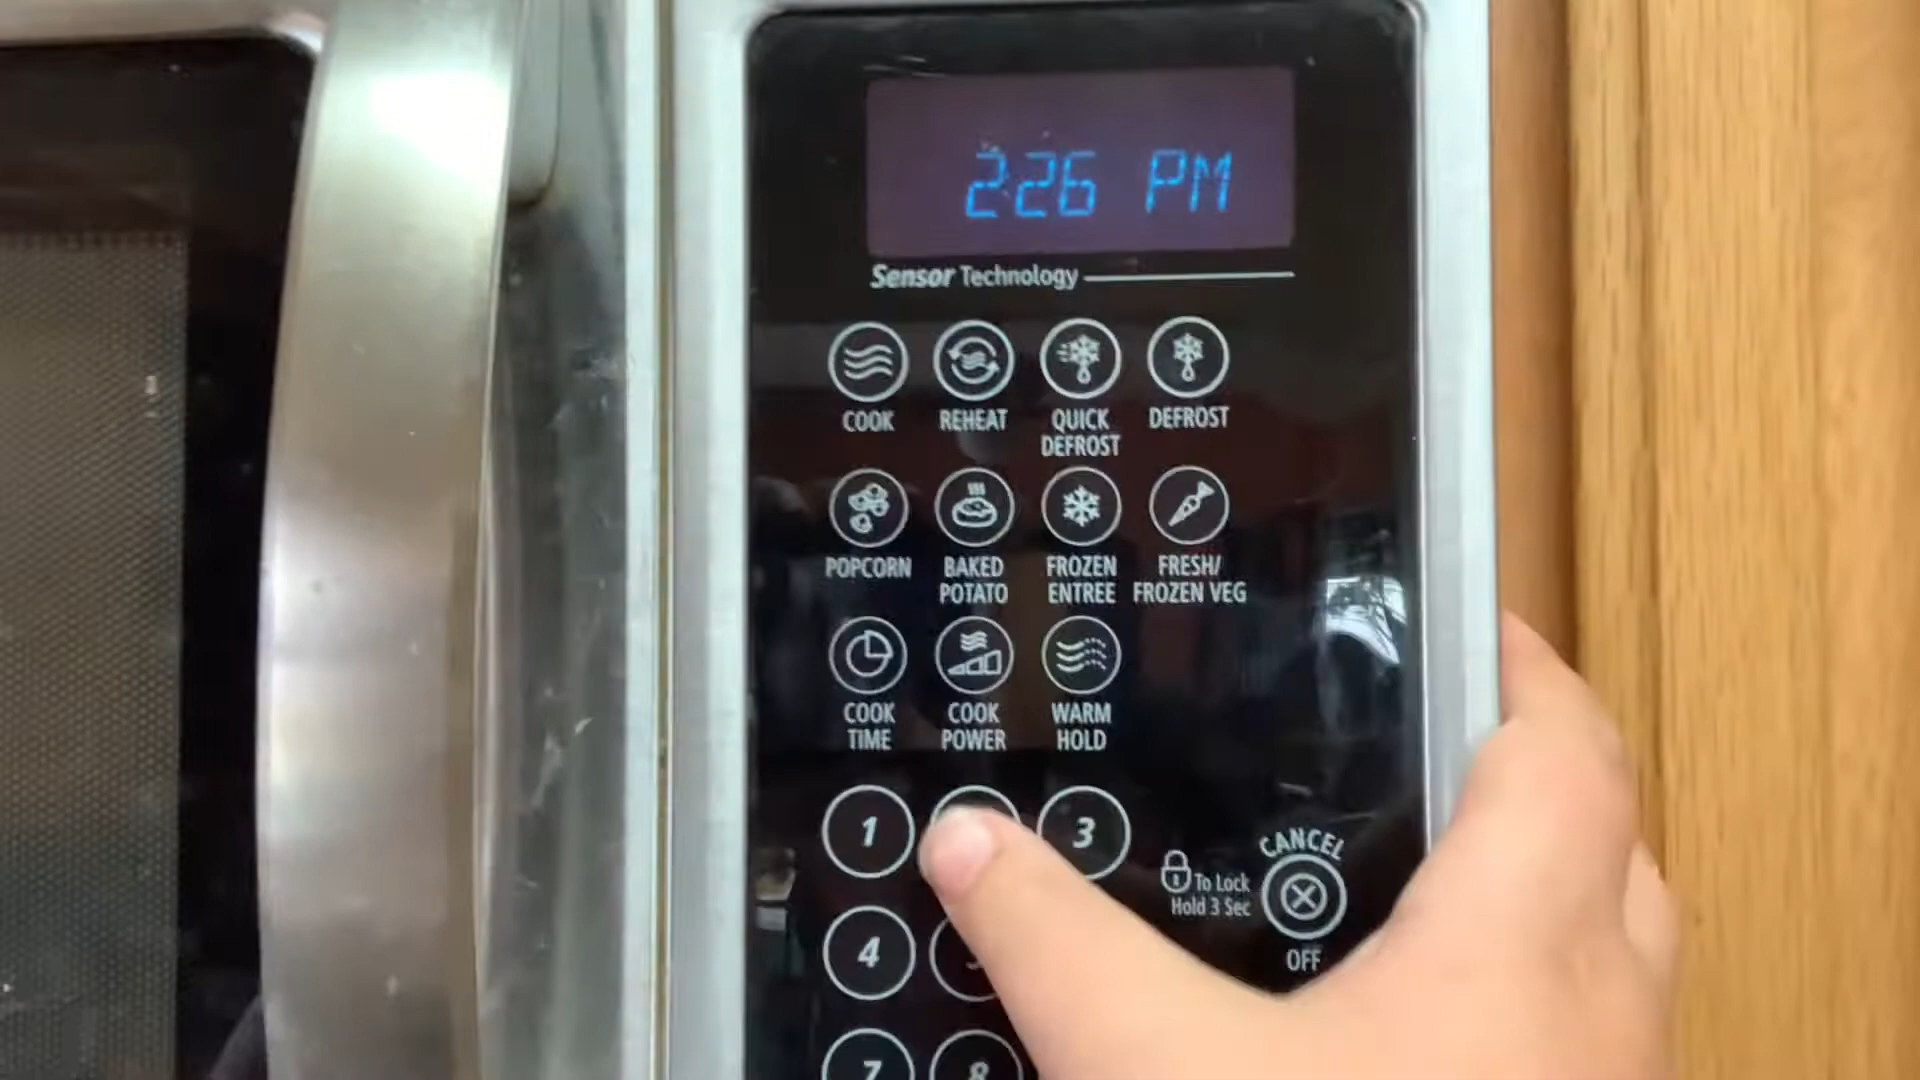 2:26 PM
Sensor Technology
COOK
REHEAT
QUICK
DEFROST
DEFROST
POPCORN
BAKED
POTATO
FROZEN
ENTREE
FRESH/
FROZEN VEG
COOK
TIME
COOK
POWER
WARM
HOLD
1
3
CANCEL
To Lock
Hold 3 Sec
OFF
4
7
8